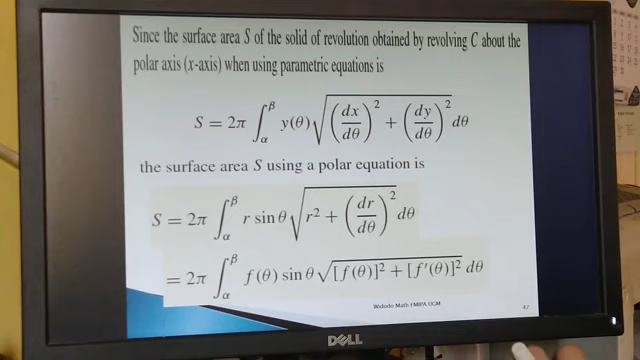 Since the surface area S of the solid of revolution obtained by revolving C about the
polar axis (x-axis) when using parametric equations is
S = 2π ∫_α^β y(θ) √((dx/dθ)² + (dy/dθ)²) dθ
the surface area S using a polar equation is
S = 2π ∫_α^β r sin θ √(r² + (dr/dθ)²) dθ
= 2π ∫_α^β f(θ) sin θ √([f(θ)]² + [f′(θ)]²) dθ
Widodo Math FMIPA UGM
47
DELL